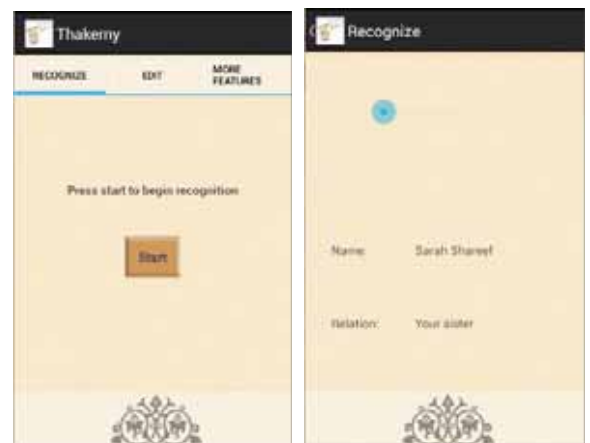 Thakerny
RECOGNIZE EDIT MORE FEATURES
Press start to begin recognition
Start
Recognize
Name: Sarah Shareef
Relation: Your sister